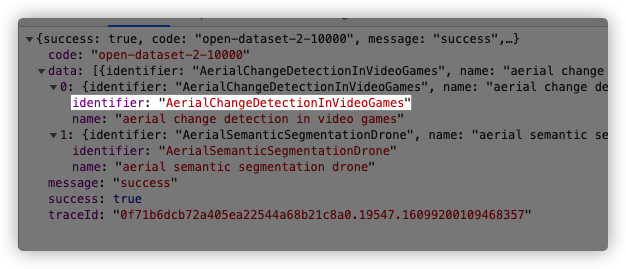 {success: true, code: "open-dataset-2-10000", message: "success",…}
code: "open-dataset-2-10000"
data: [{identifier: "AerialChangeDetectionInVideoGames", name: "aerial change
0: {identifier: "AerialChangeDetectionInVideoGames", name: "aerial change de
identifier: "AerialChangeDetectionInVideoGames"
name: "aerial change detection in video games"
1: {identifier: "AerialSemanticSegmentationDrone", name: "aerial semantic se
identifier: "AerialSemanticSegmentationDrone"
name: "aerial semantic segmentation drone"
message: "success"
success: true
traceId: "0f71b6dcb72a405ea22544a68b21c8a0.19547.16099200109468357"